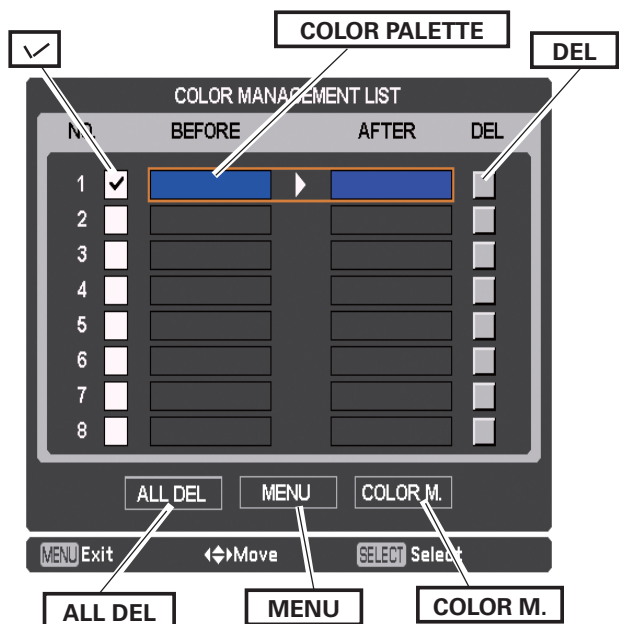 COLOR PALETTE
✓ DEL
COLOR MANAGEMENT LIST
NO. BEFORE AFTER DEL
1 ✓
2
3
4
5
6
7
8
ALL DEL MENU COLOR M.
MENU Exit Move SELECT Select
ALL DEL MENU COLOR M.